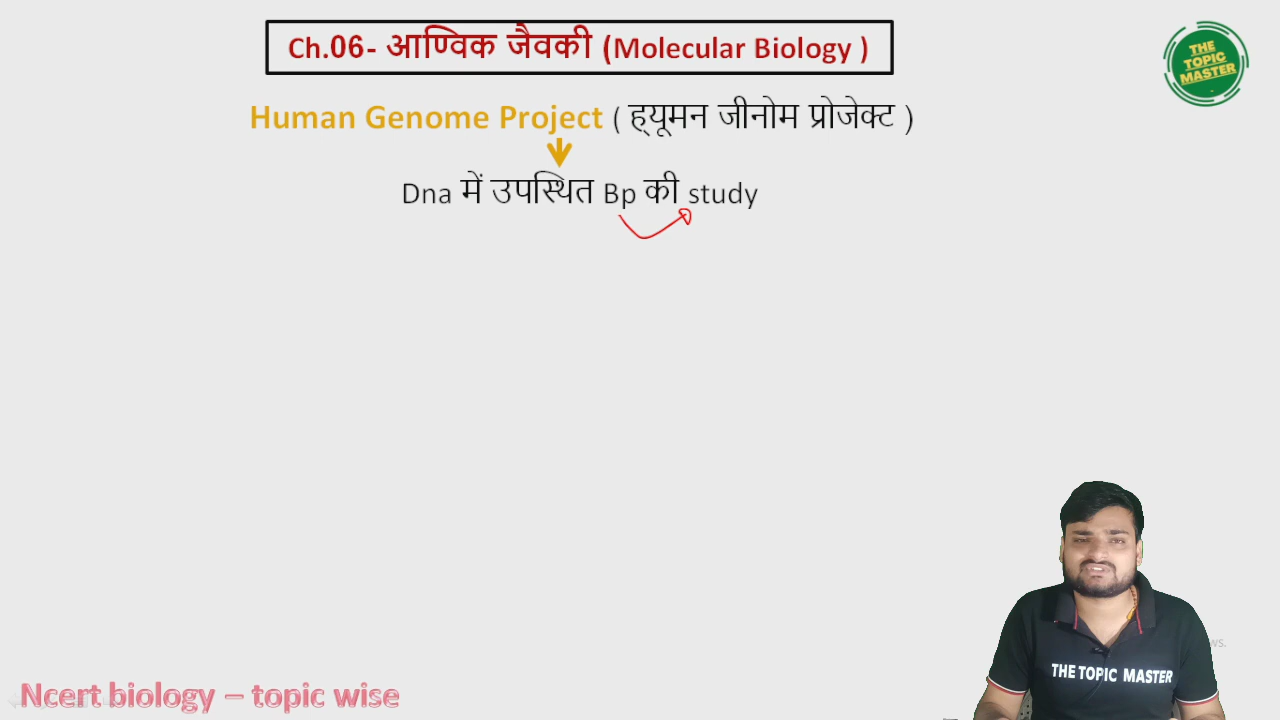 Ch.06- आण्विक जैवकी (Molecular Biology )
THE
TOPIC
MASTER
Human Genome Project ( ह्यूमन जीनोम प्रोजेक्ट )
Dna में उपस्थित Bp की study
THE TOPIC MASTER
Ncert biology – topic wise